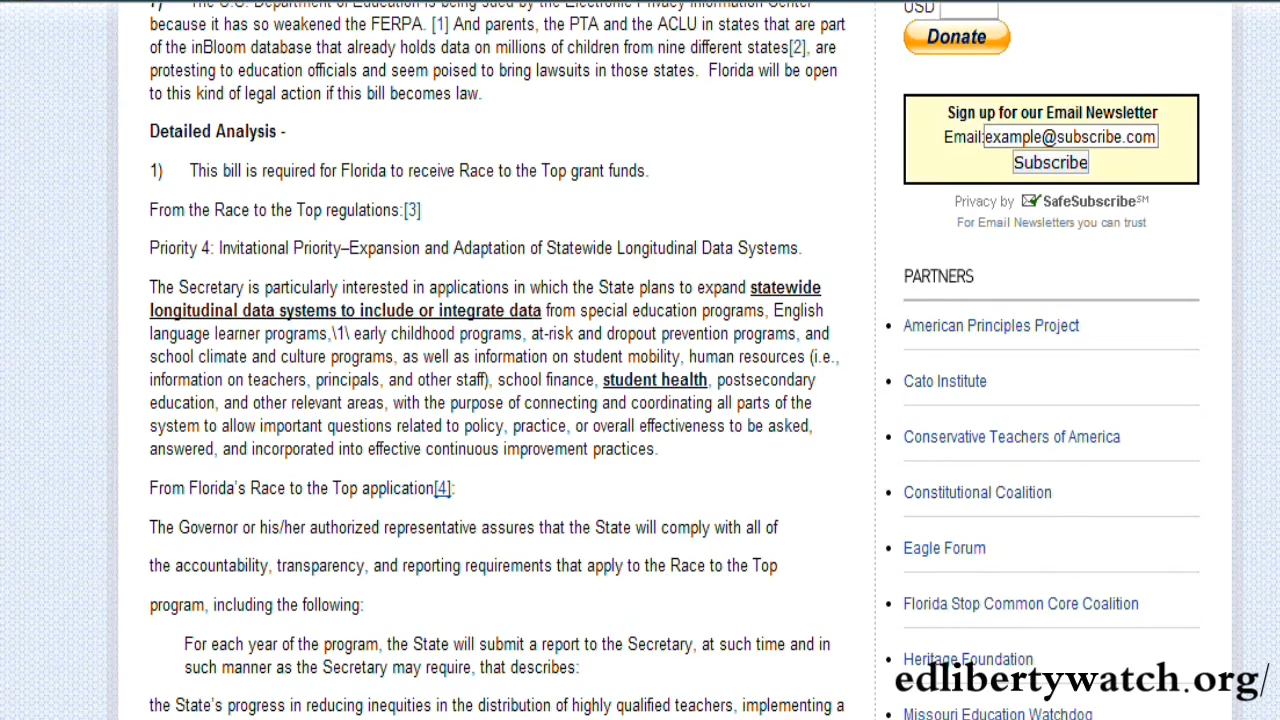 1) The U.S. Department of Education is being sued by the Electronic Privacy Information Center
because it has so weakened the FERPA. [1] And parents, the PTA and the ACLU in states that are part
of the inBloom database that already holds data on millions of children from nine different states[2], are
protesting to education officials and seem poised to bring lawsuits in those states.  Florida will be open
to this kind of legal action if this bill becomes law.
Detailed Analysis -
1) This bill is required for Florida to receive Race to the Top grant funds.
From the Race to the Top regulations:[3]
Priority 4: Invitational Priority–Expansion and Adaptation of Statewide Longitudinal Data Systems.
The Secretary is particularly interested in applications in which the State plans to expand statewide
longitudinal data systems to include or integrate data from special education programs, English
language learner programs,\1\ early childhood programs, at-risk and dropout prevention programs, and
school climate and culture programs, as well as information on student mobility, human resources (i.e.,
information on teachers, principals, and other staff), school finance, student health, postsecondary
education, and other relevant areas, with the purpose of connecting and coordinating all parts of the
system to allow important questions related to policy, practice, or overall effectiveness to be asked,
answered, and incorporated into effective continuous improvement practices.
From Florida's Race to the Top application[4]:
The Governor or his/her authorized representative assures that the State will comply with all of
the accountability, transparency, and reporting requirements that apply to the Race to the Top
program, including the following:
For each year of the program, the State will submit a report to the Secretary, at such time and in
such manner as the Secretary may require, that describes:
the State's progress in reducing inequities in the distribution of highly qualified teachers, implementing a
USD
Donate
Sign up for our Email Newsletter
Email:example@subscribe.com
Subscribe
Privacy by SafeSubscribe℠
For Email Newsletters you can trust
PARTNERS
American Principles Project
Cato Institute
Conservative Teachers of America
Constitutional Coalition
Eagle Forum
Florida Stop Common Core Coalition
Heritage Foundation
edlibertywatch.org/
Missouri Education Watchdog